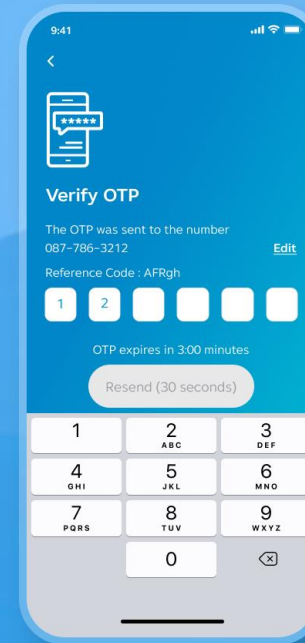 9:41
*****
Verify OTP
The OTP was sent to the number
087-786-3212 Edit
Reference Code : AFRgh
1 2
OTP expires in 3:00 minutes
Resend (30 seconds)
1 2 3
ABC DEF
4 5 6
GHI JKL MNO
7 8 9
PQRS TUV WXYZ
0